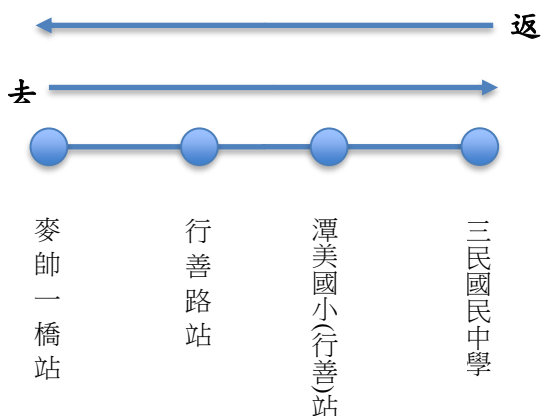 返
去
麥帥一橋站
行善路站
潭美國小(行善)站
三民國民中學